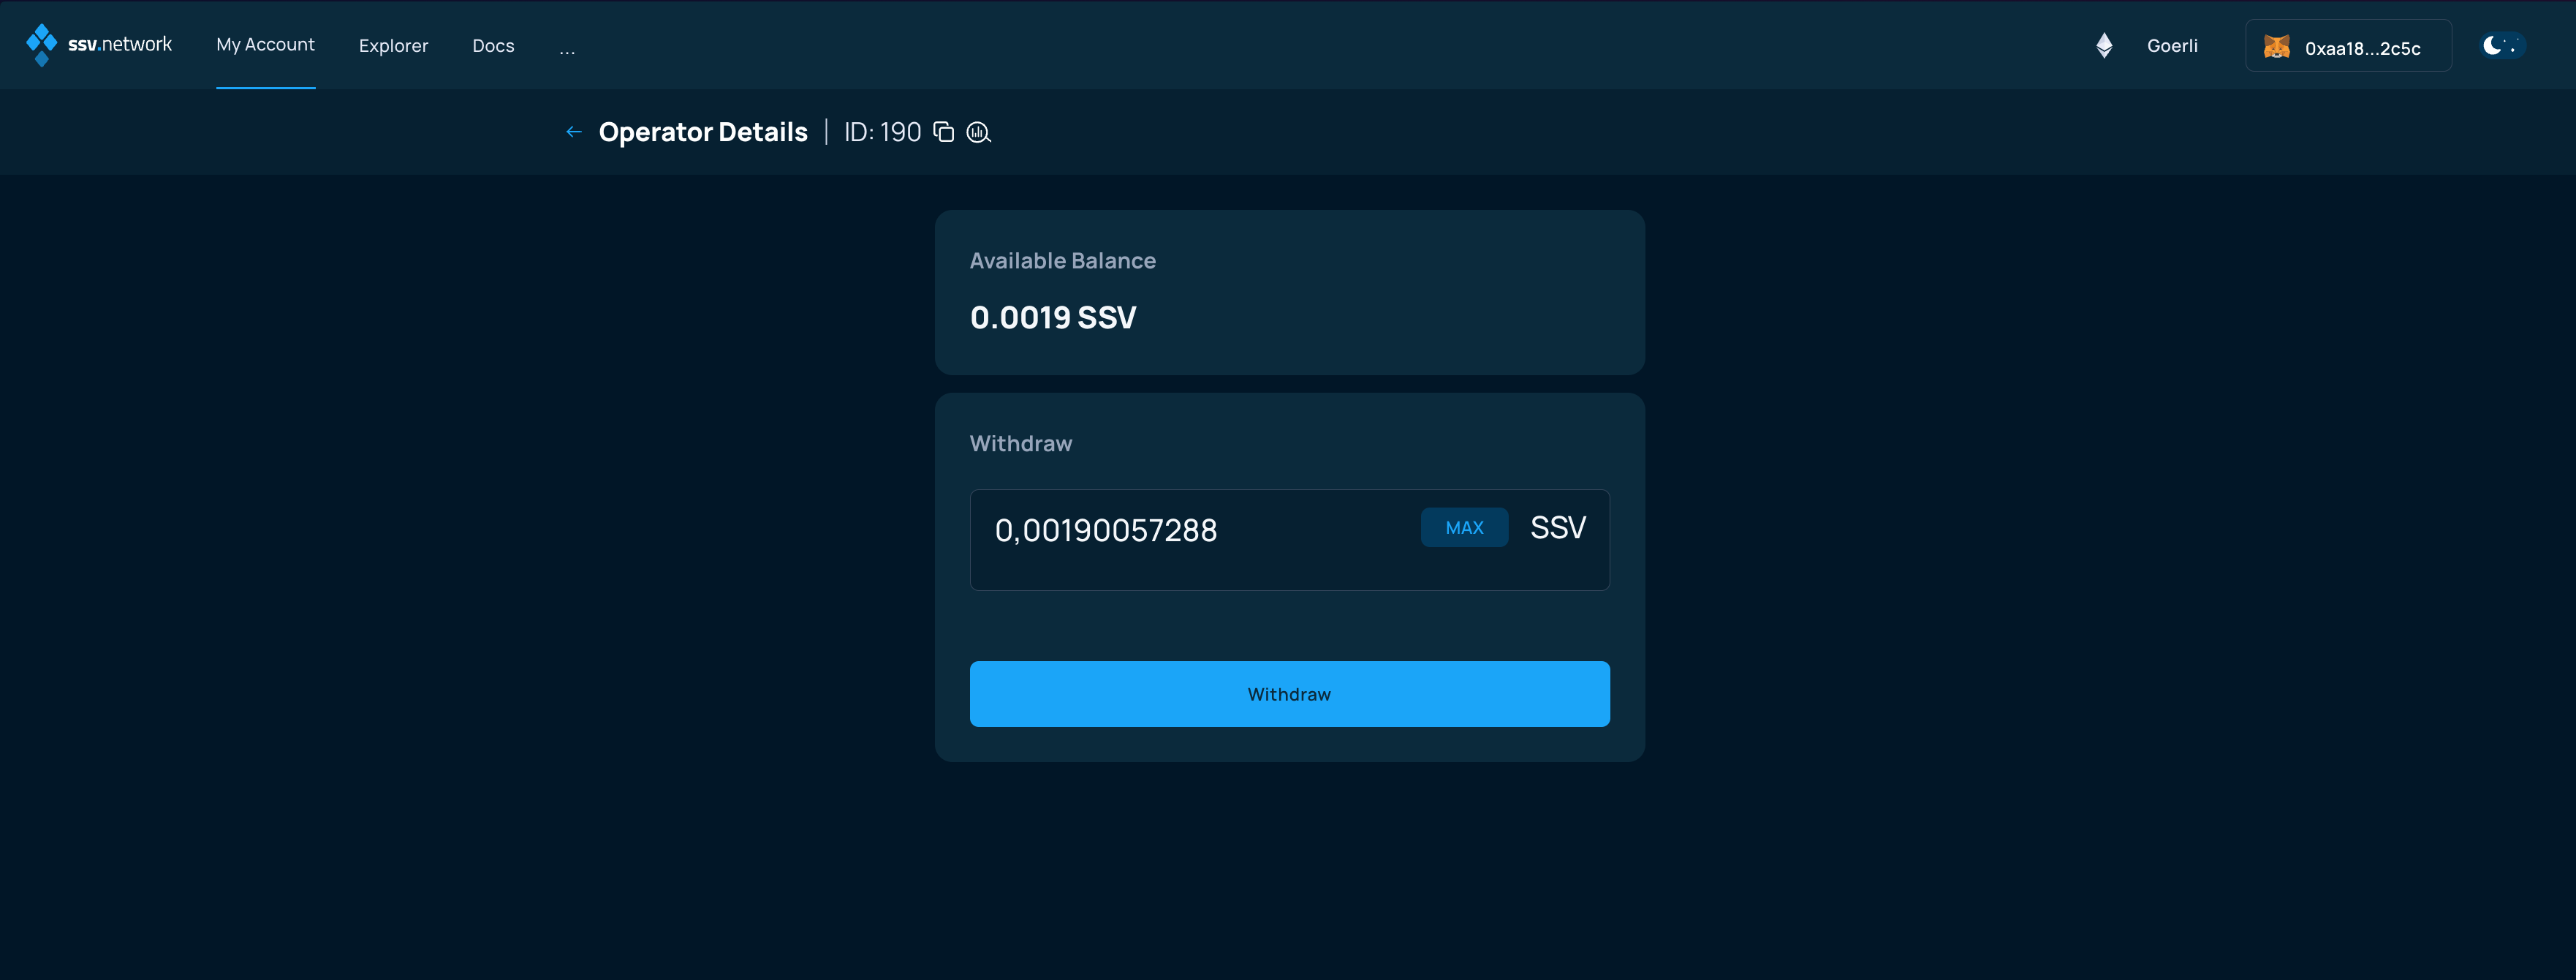 ssv.network My Account Explorer Docs ... Goerli 0xaa18...2c5c
Operator Details | ID: 190
Available Balance
0.0019 SSV
Withdraw
0,00190057288 MAX SSV
Withdraw